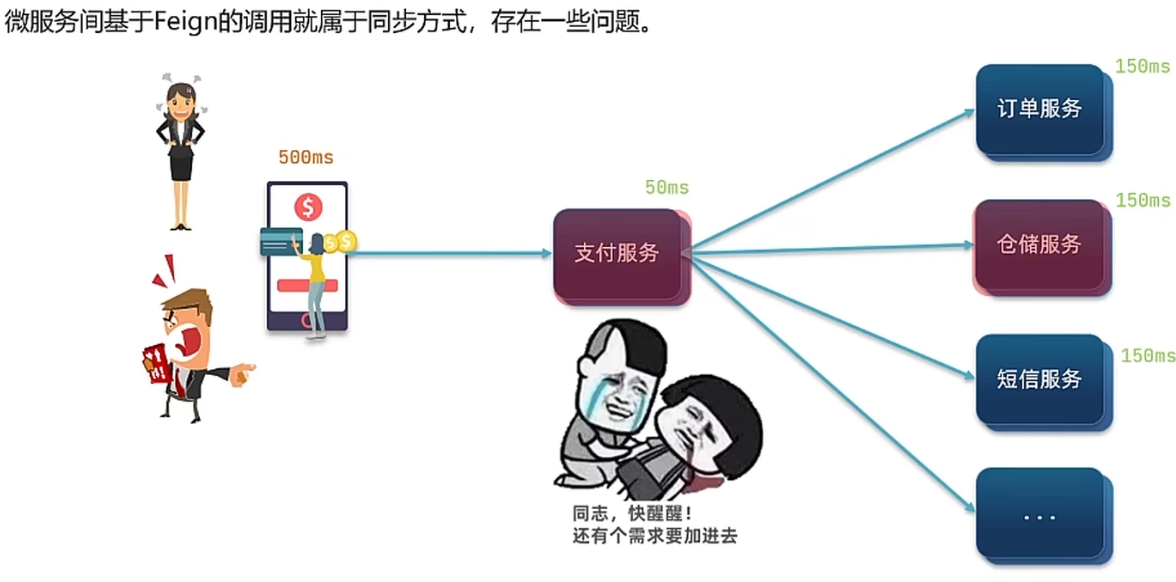 微服务间基于Feign的调用就属于同步方式，存在一些问题。
150ms
订单服务
500ms
$
50ms
150ms
支付服务
仓储服务
$
$
150ms
短信服务
...
同志，快醒醒！
还有个需求要加进去